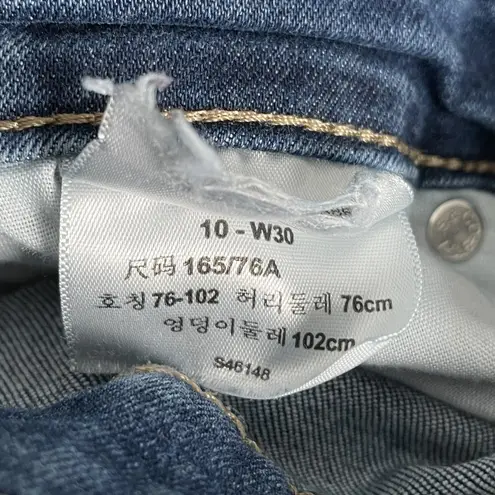 10 - W30
尺码 165/76A
호칭 76-102 허리둘레 76cm
엉덩이둘레 102cm
S46148